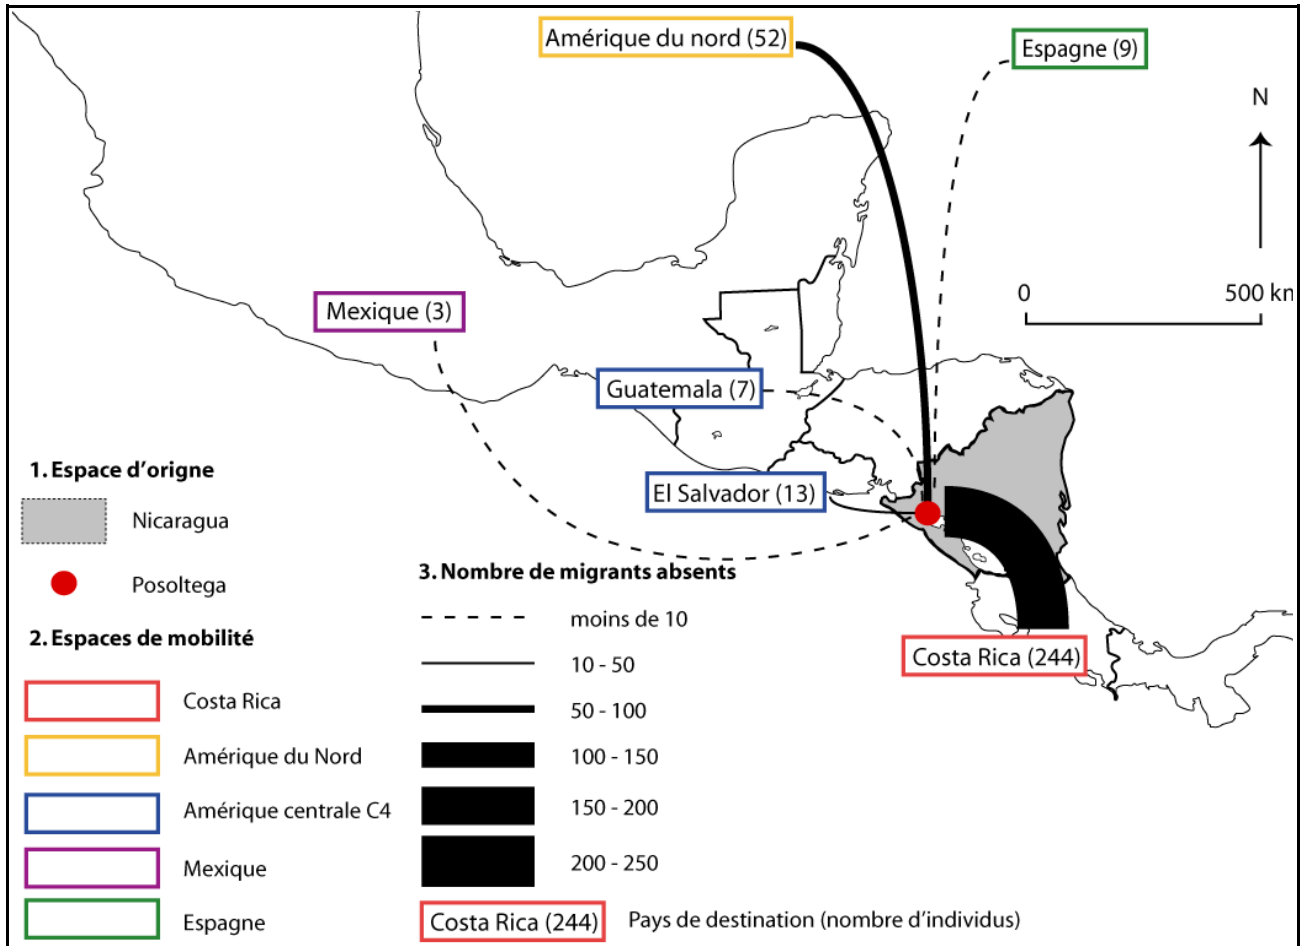 Amérique du nord (52)
Espagne (9)
N
0 500 km
Mexique (3)
Guatemala (7)
El Salvador (13)
Costa Rica (244)
1. Espace d'origne
Nicaragua
Posoltega
2. Espaces de mobilité
Costa Rica
Amérique du Nord
Amérique centrale C4
Mexique
Espagne
3. Nombre de migrants absents
moins de 10
10 - 50
50 - 100
100 - 150
150 - 200
200 - 250
Costa Rica (244) Pays de destination (nombre d'individus)